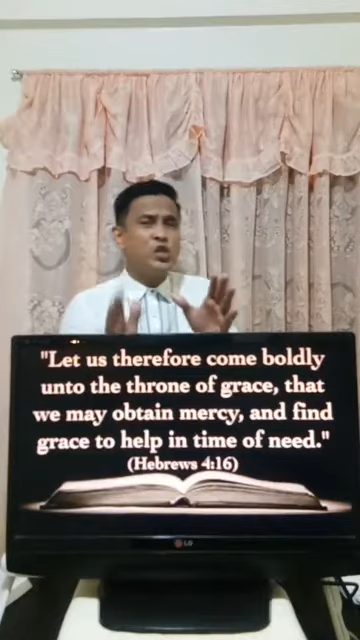 "Let us therefore come boldly
unto the throne of grace, that
we may obtain mercy, and find
grace to help in time of need."
(Hebrews 4:16)
LG